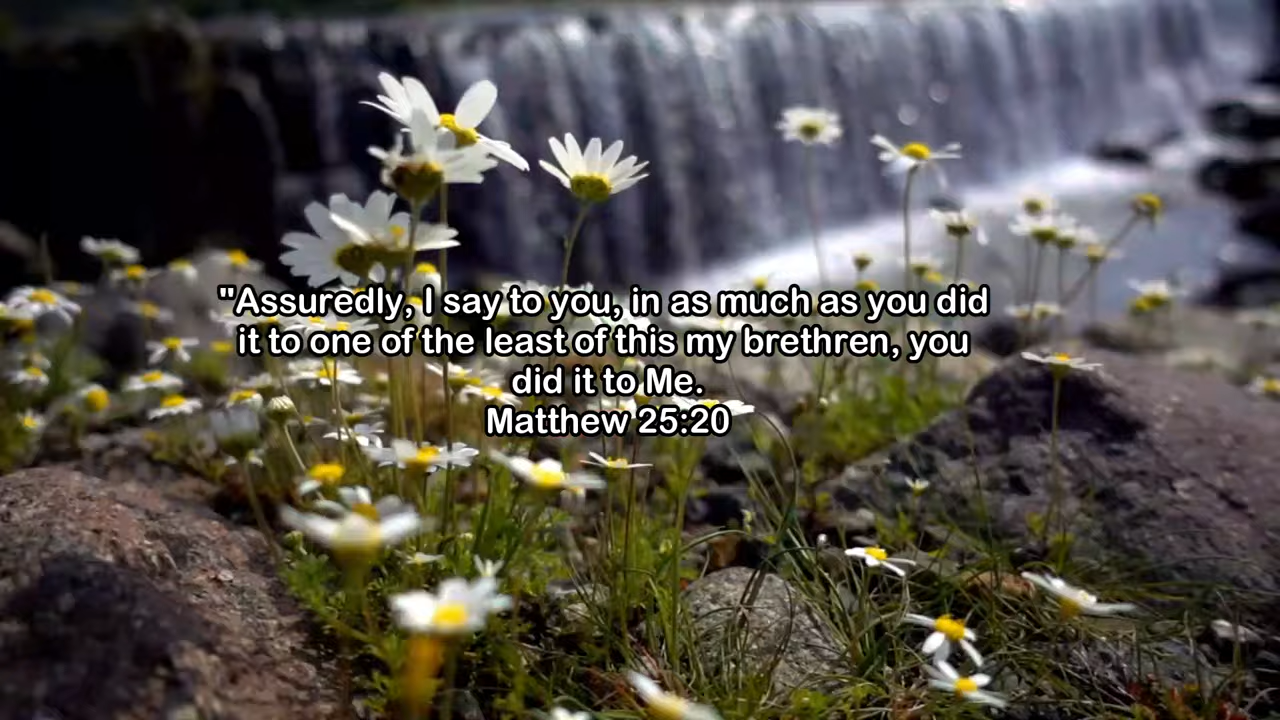 "Assuredly, I say to you, in as much as you did
it to one of the least of this my brethren, you
did it to Me.
Matthew 25:20